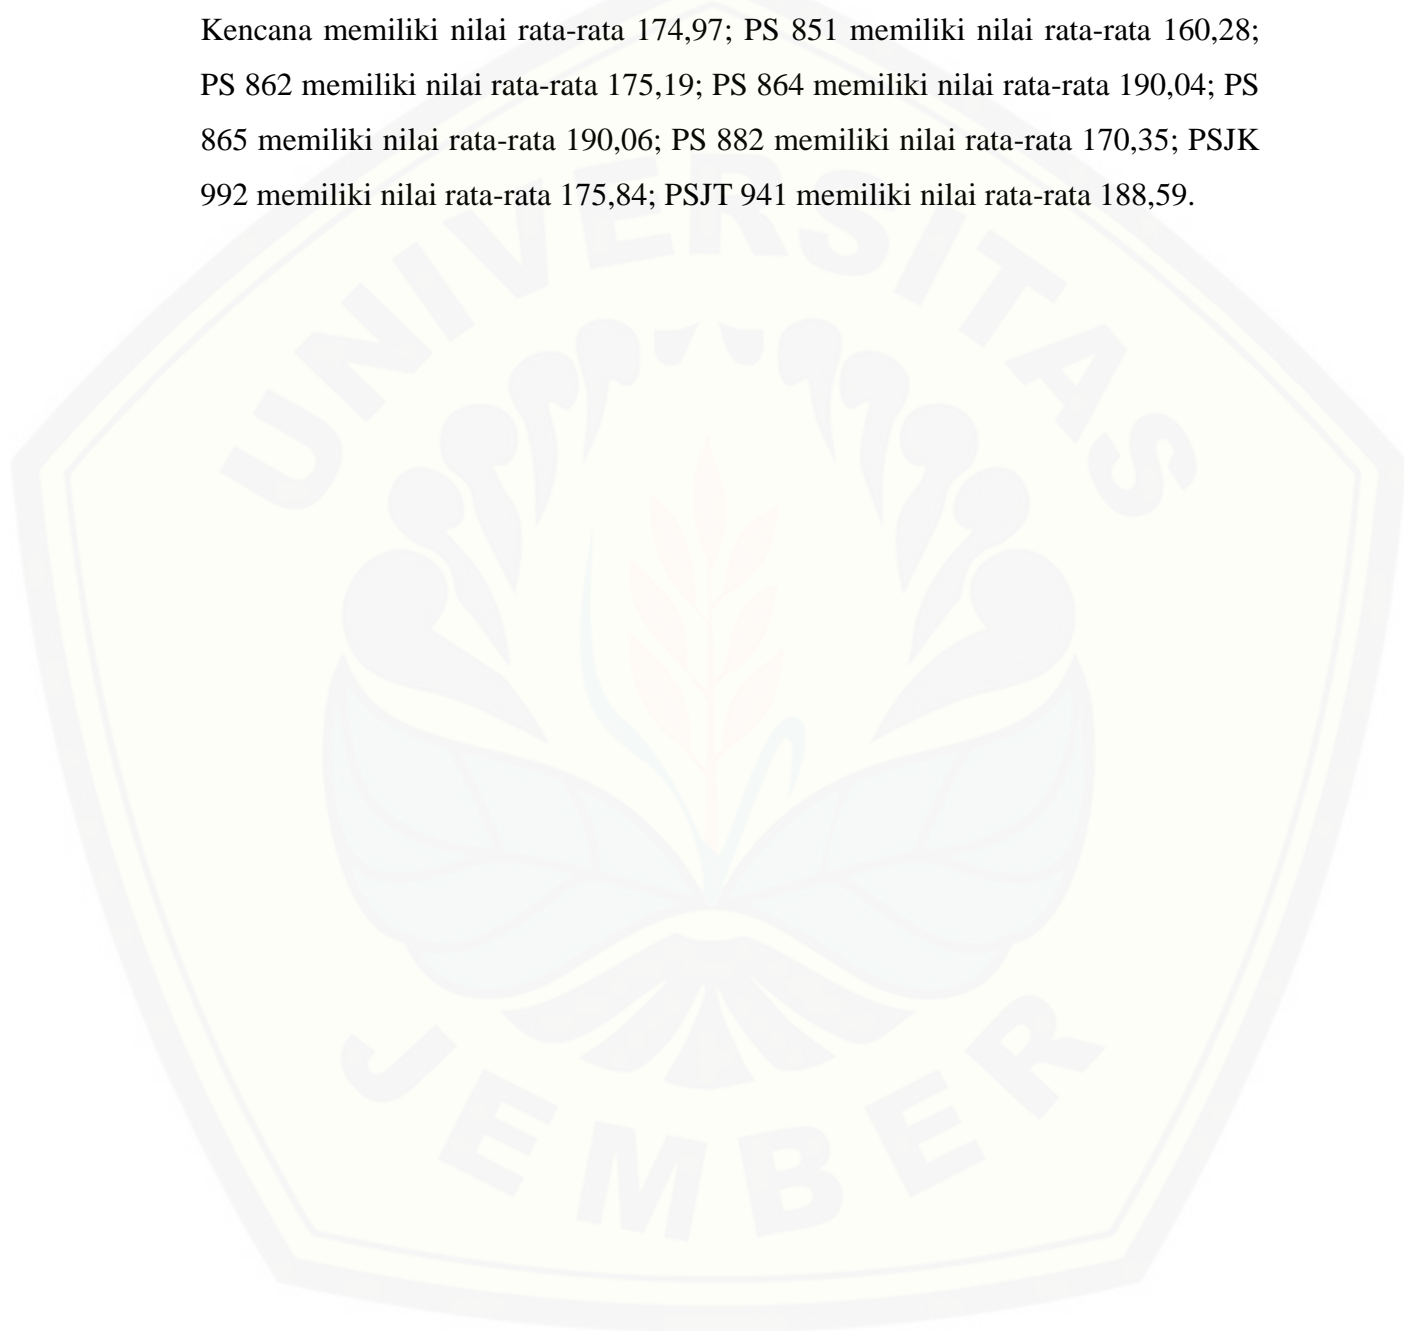 Kencana memiliki nilai rata-rata 174,97; PS 851 memiliki nilai rata-rata 160,28;
PS 862 memiliki nilai rata-rata 175,19; PS 864 memiliki nilai rata-rata 190,04; PS
865 memiliki nilai rata-rata 190,06; PS 882 memiliki nilai rata-rata 170,35; PSJK
992 memiliki nilai rata-rata 175,84; PSJT 941 memiliki nilai rata-rata 188,59.
UNIVERSITAS
JEMBER